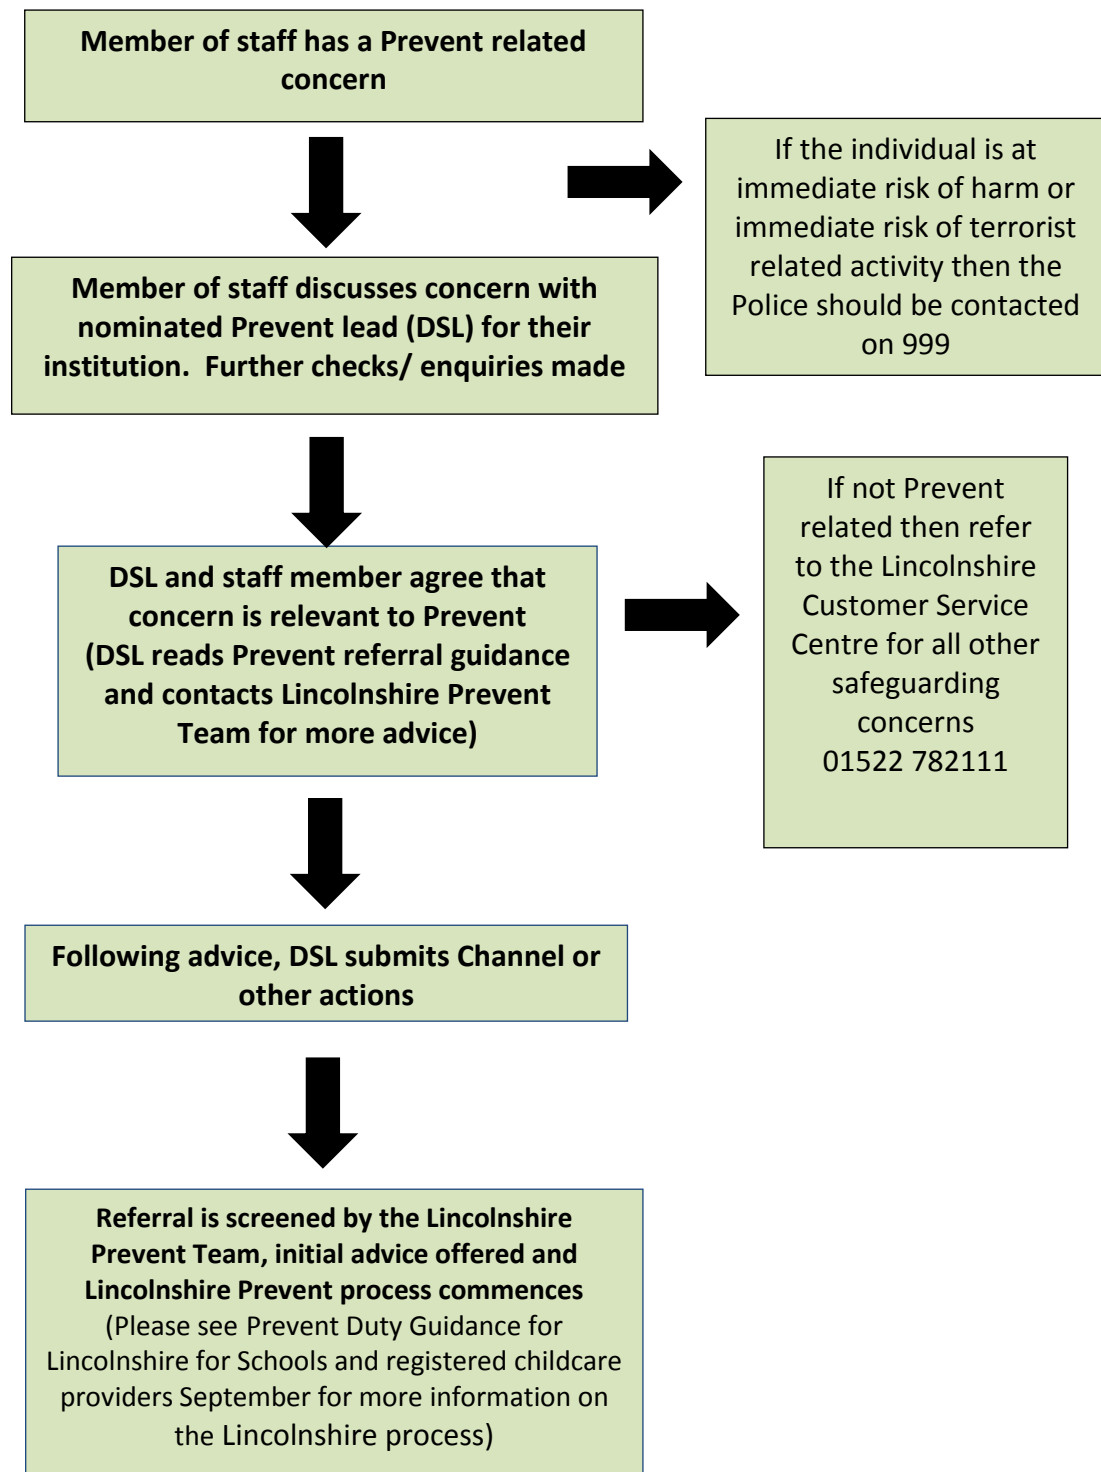 Member of staff has a Prevent related
concern
If the individual is at
immediate risk of harm or
immediate risk of terrorist
related activity then the
Police should be contacted
on 999
Member of staff discusses concern with
nominated Prevent lead (DSL) for their
institution.  Further checks/ enquiries made
If not Prevent
related then refer
to the Lincolnshire
Customer Service
Centre for all other
safeguarding
concerns
01522 782111
DSL and staff member agree that
concern is relevant to Prevent
(DSL reads Prevent referral guidance
and contacts Lincolnshire Prevent
Team for more advice)
Following advice, DSL submits Channel or
other actions
Referral is screened by the Lincolnshire
Prevent Team, initial advice offered and
Lincolnshire Prevent process commences
(Please see Prevent Duty Guidance for
Lincolnshire for Schools and registered childcare
providers September for more information on
the Lincolnshire process)